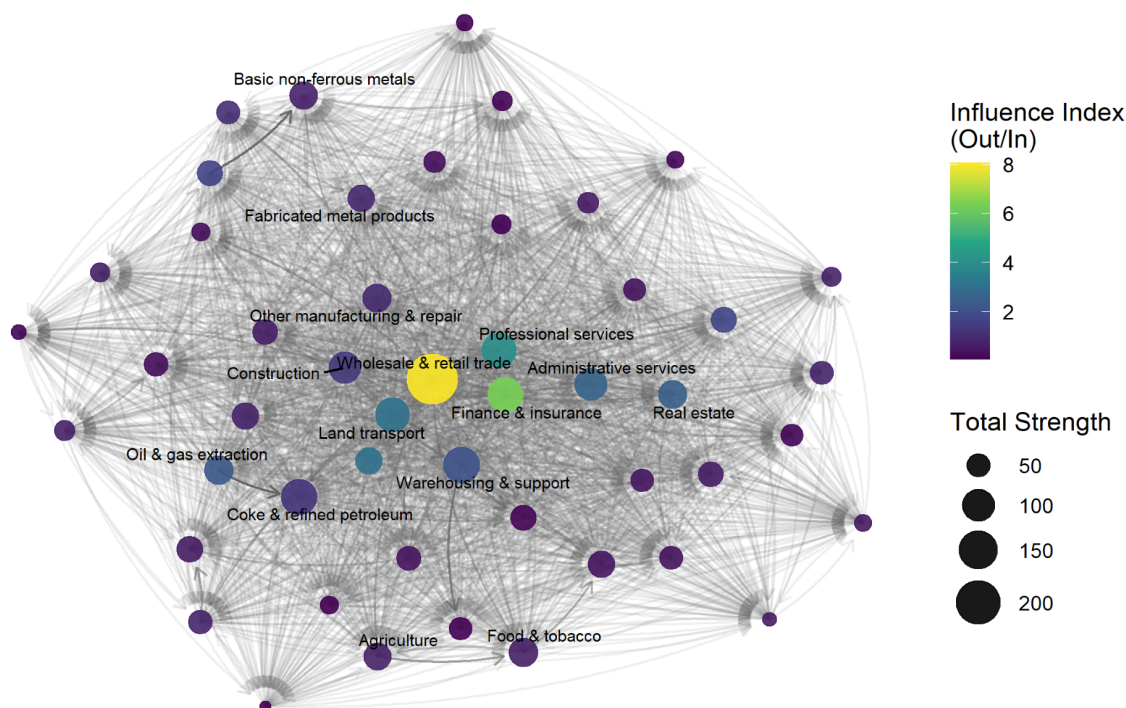 Basic non-ferrous metals
Fabricated metal products
Other manufacturing & repair
Professional services
Wholesale & retail trade
Construction
Administrative services
Finance & insurance
Real estate
Land transport
Oil & gas extraction
Warehousing & support
Coke & refined petroleum
Agriculture
Food & tobacco
Influence Index
(Out/In)
8
6
4
2
Total Strength
50
100
150
200